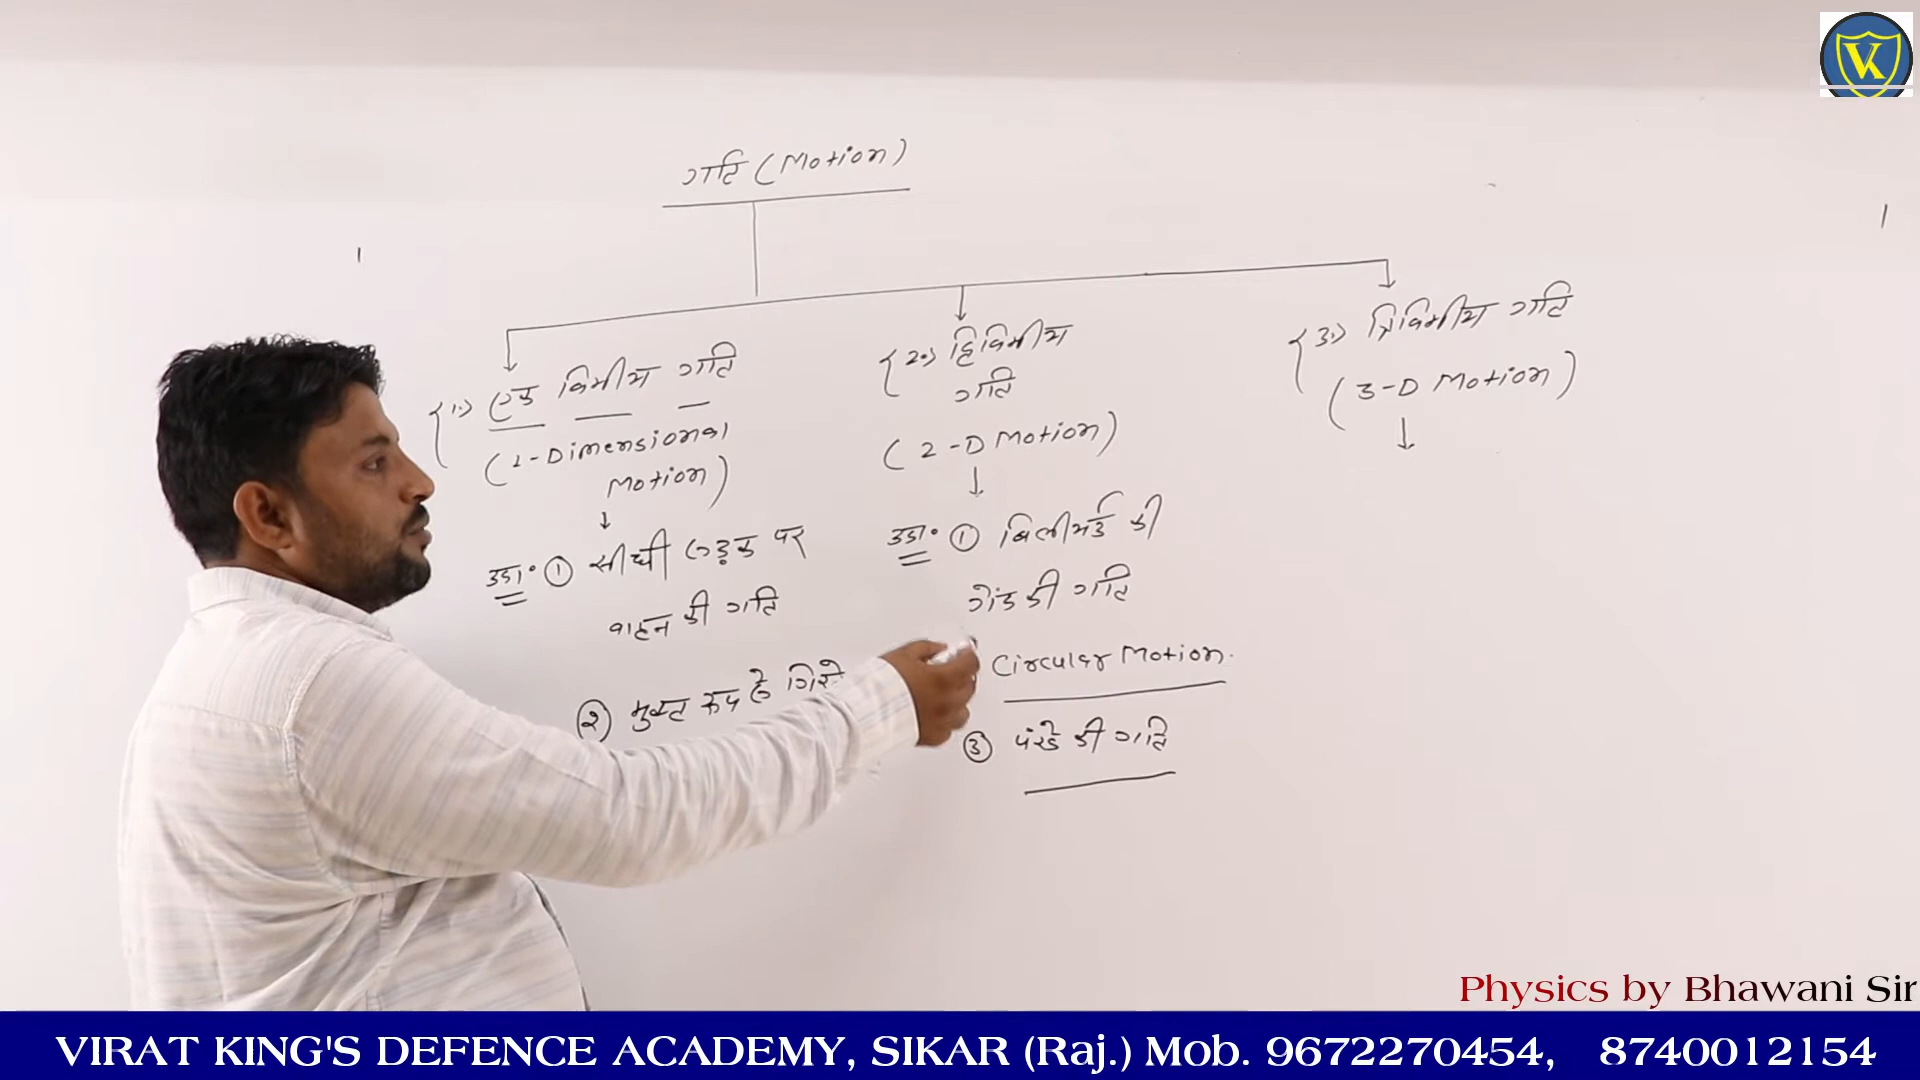 VK
गति (Motion)
{1.) एक विमीय गति
(1-Dimensional
Motion)
उदा. ① सीधी सड़क पर
वाहन की गति
② मुक्त रूप से गिरते
{2.) द्विविमीय
गति
(2-D Motion)
उदा. ① बिलीयर्ड की
गेंद की गति
Circular Motion.
③ पंखे की गति
{3.) त्रिविमीय गति
(3-D Motion)
Physics by Bhawani Sir
VIRAT KING'S DEFENCE ACADEMY, SIKAR (Raj.) Mob. 9672270454, 8740012154